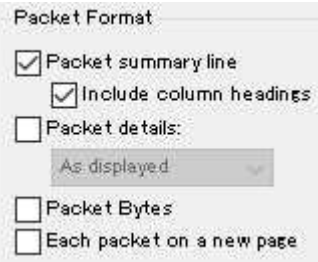 Packet Format
Packet summary line
Include column headings
Packet details:
As displayed
Packet Bytes
Each packet on a new page